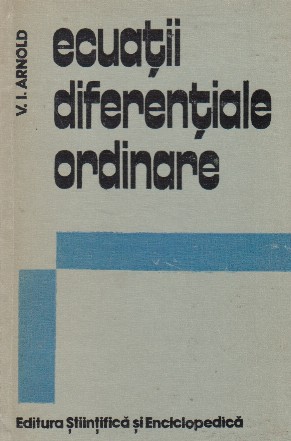 V. I. ARNOLD
ecuaţii
diferenţiale
ordinare
Editura Ştiinţifică şi Enciclopedică